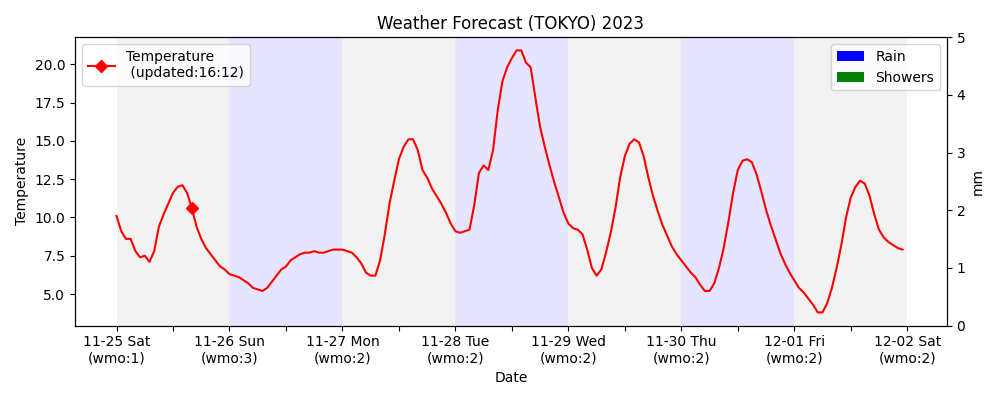 Weather Forecast (TOKYO) 2023
Temperature
(updated:16:12)
Rain
Showers
20.0
17.5
15.0
12.5
10.0
7.5
5.0
Temperature
5
4
3
2
1
0
mm
11-25 Sat
(wmo:1)
11-26 Sun
(wmo:3)
11-27 Mon
(wmo:2)
11-28 Tue
(wmo:2)
11-29 Wed
(wmo:2)
11-30 Thu
(wmo:2)
12-01 Fri
(wmo:2)
12-02 Sat
(wmo:2)
Date